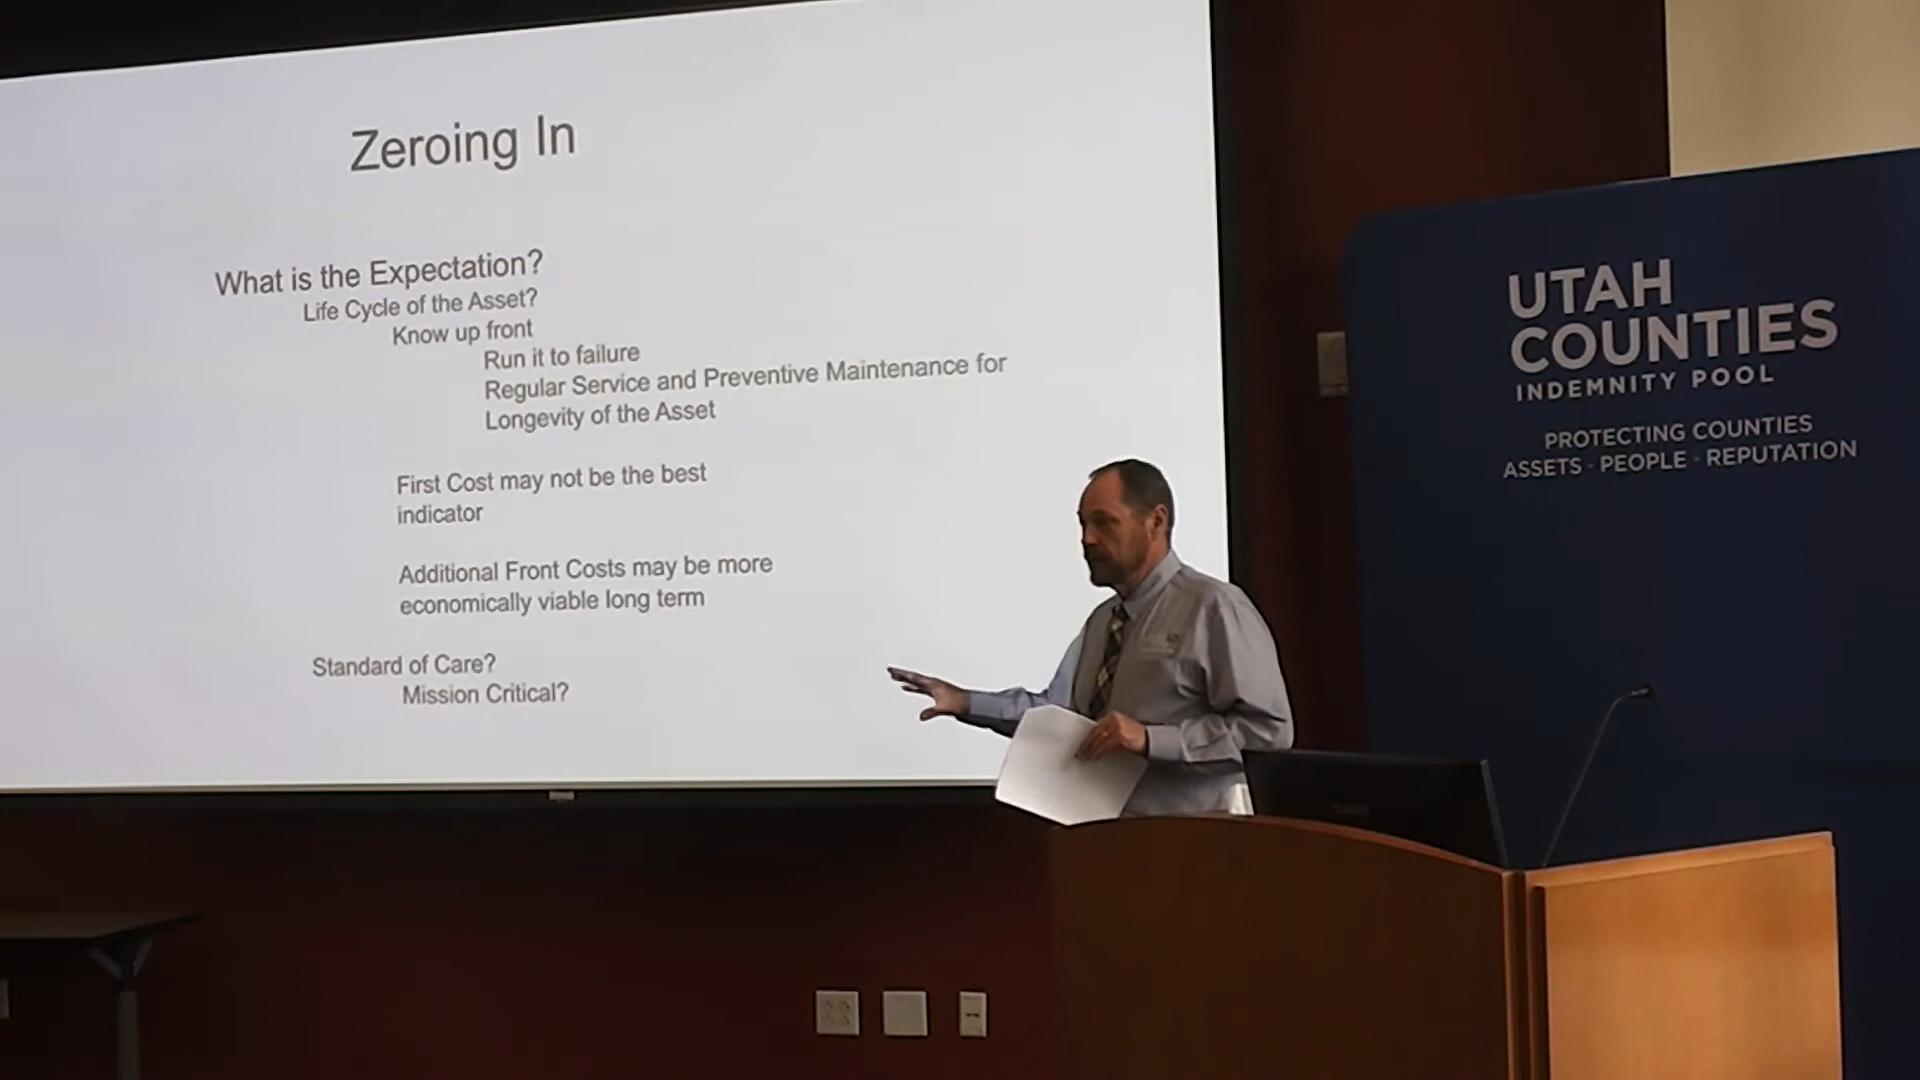 Zeroing In
What is the Expectation?
Life Cycle of the Asset?
Know up front
Run it to failure
Regular Service and Preventive Maintenance for
Longevity of the Asset
First Cost may not be the best
indicator
Additional Front Costs may be more
economically viable long term
Standard of Care?
Mission Critical?
UTAH
COUNTIES
INDEMNITY POOL
PROTECTING COUNTIES
ASSETS · PEOPLE · REPUTATION